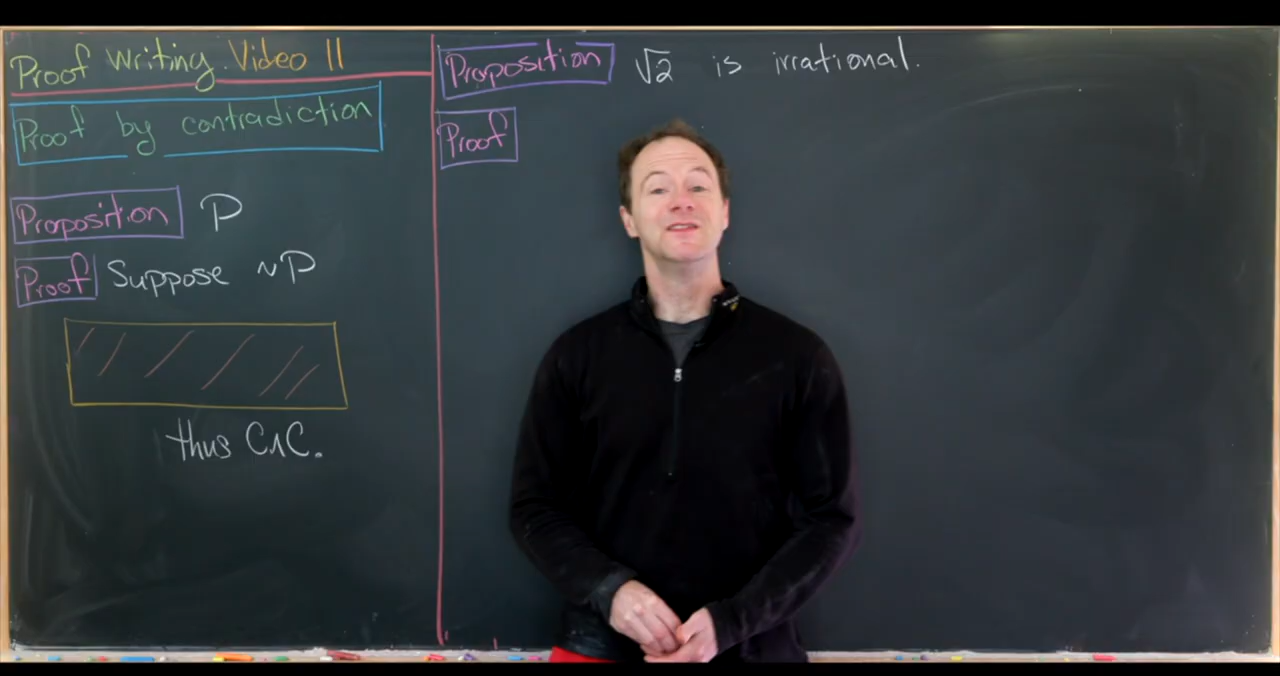 Proof Writing Video 11
Proof by contradiction
Proposition P
Proof Suppose ~P
thus C∧C.
Proposition √2 is irrational.
Proof